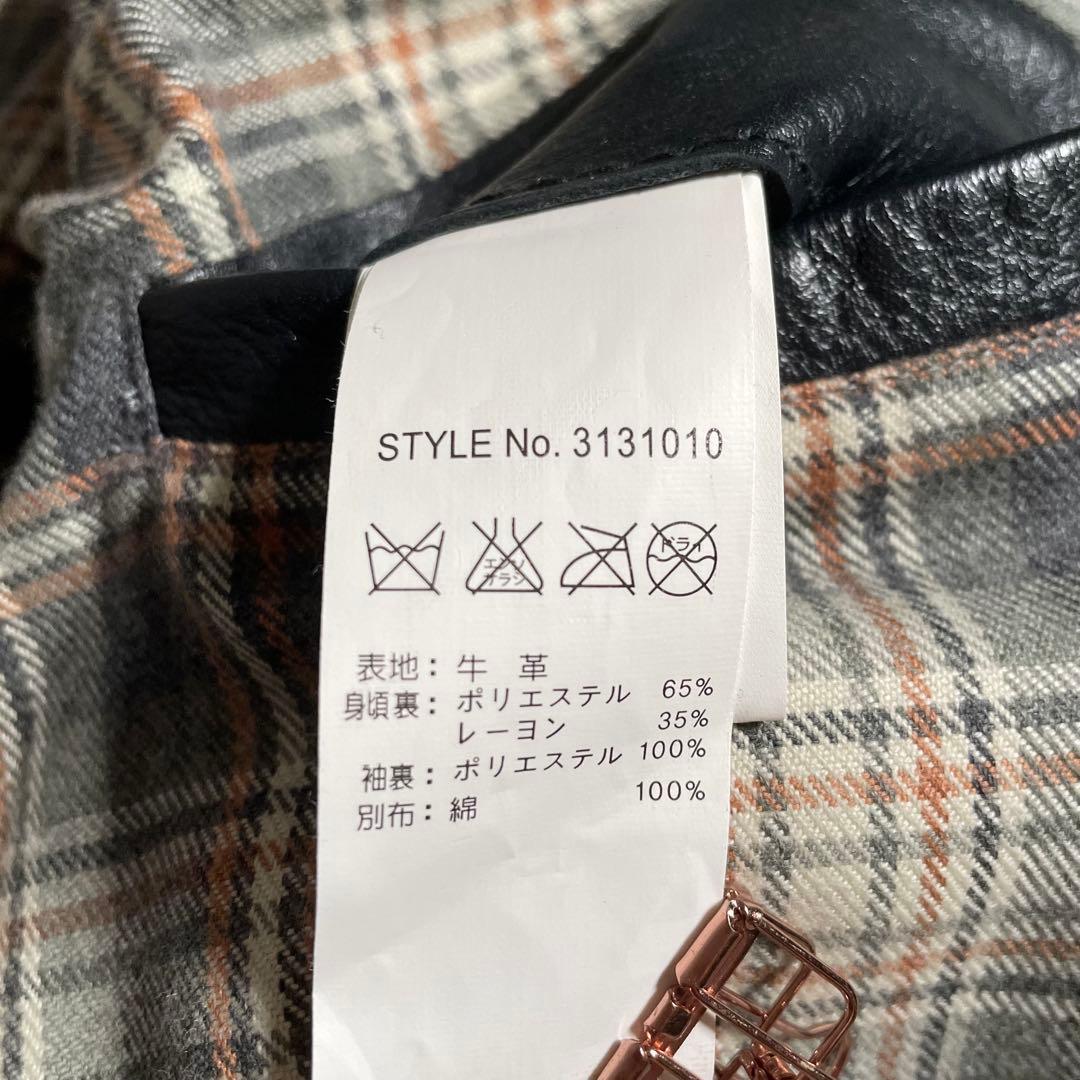 STYLE No. 3131010
エンソ
サラシ
ドライ
表地： 牛 革
身頃裏： ポリエステル 65%
レーヨン 35%
袖裏： ポリエステル 100%
別布： 綿 100%